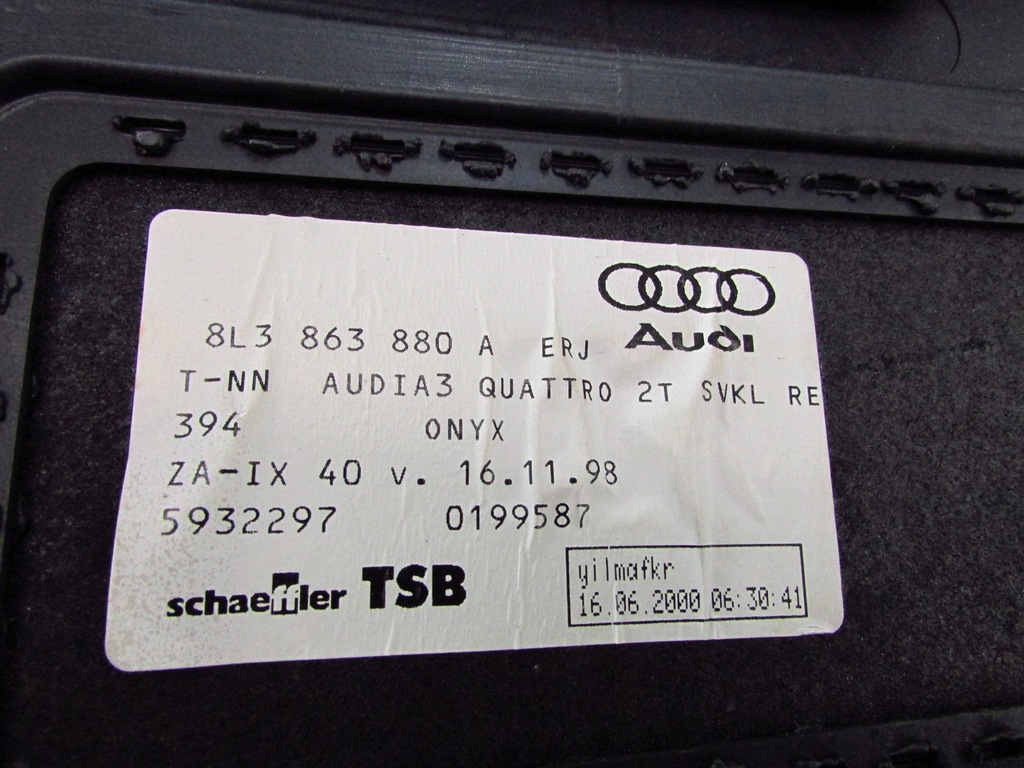 Audi
8L3 863 880 A ERJ
T-NN AUDIA3 QUATTRO 2T SVKL RE
394 ONYX
ZA-IX 40 v. 16.11.98
5932297 0199587
schaeffler TSB
yilmafkr
16.06.2000 06:30:41